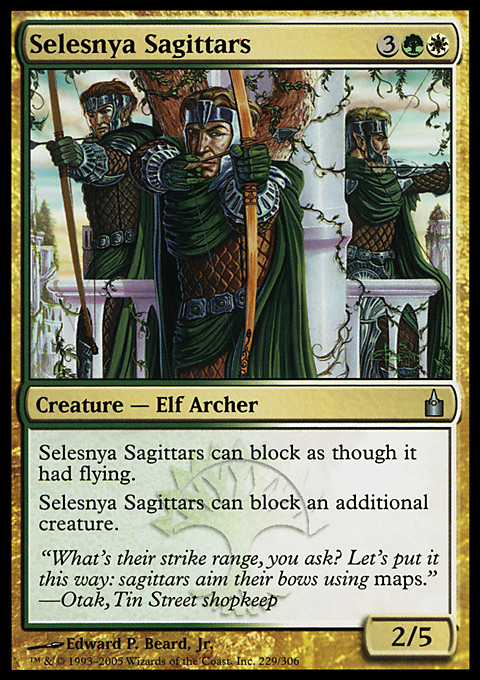 Selesnya Sagittars 3
Creature — Elf Archer
Selesnya Sagittars can block as though it
had flying.
Selesnya Sagittars can block an additional
creature.
“What's their strike range, you ask? Let's put it
this way: sagittars aim their bows using maps.”
—Otak, Tin Street shopkeep
Edward P. Beard, Jr.
2/5
™ & © 1993–2005 Wizards of the Coast, Inc. 229/306